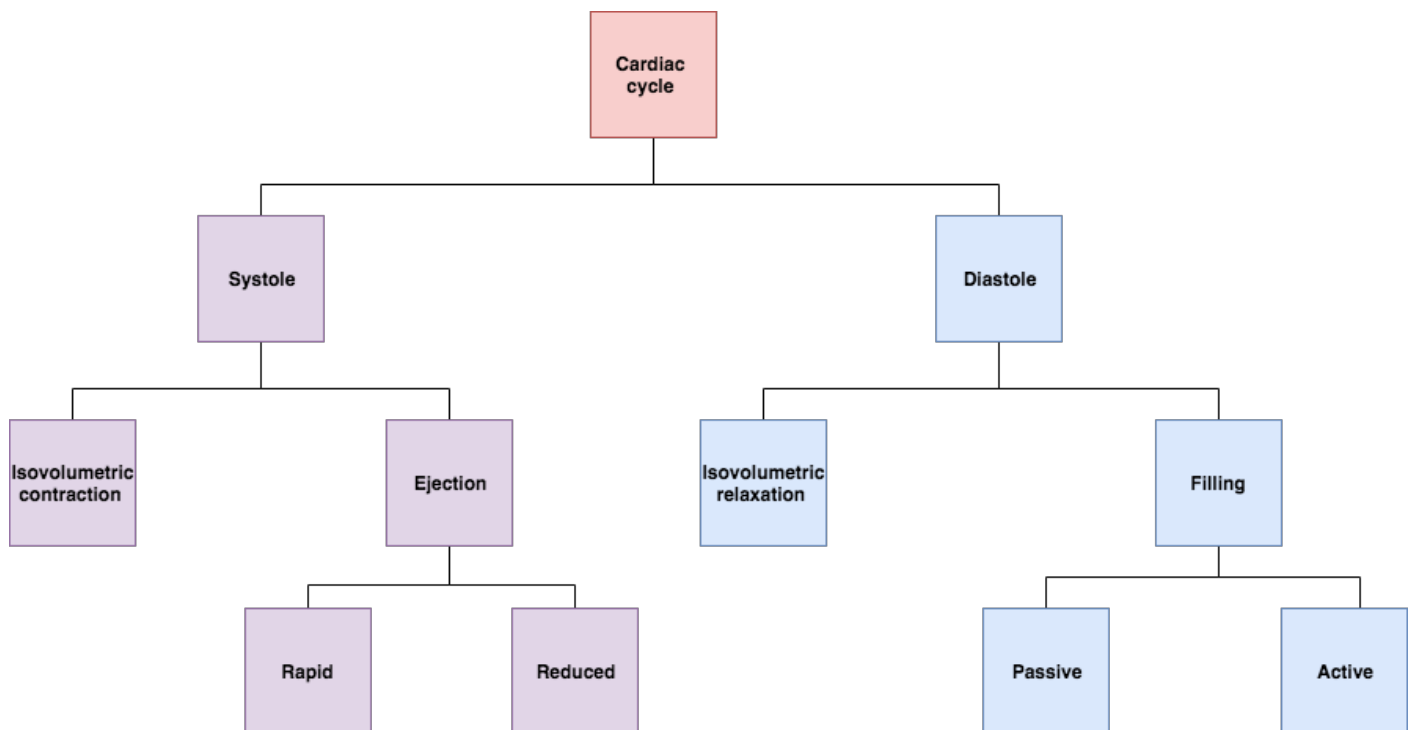 Cardiac
cycle
Systole
Diastole
Isovolumetric
contraction
Ejection
Isovolumetric
relaxation
Filling
Rapid
Reduced
Passive
Active